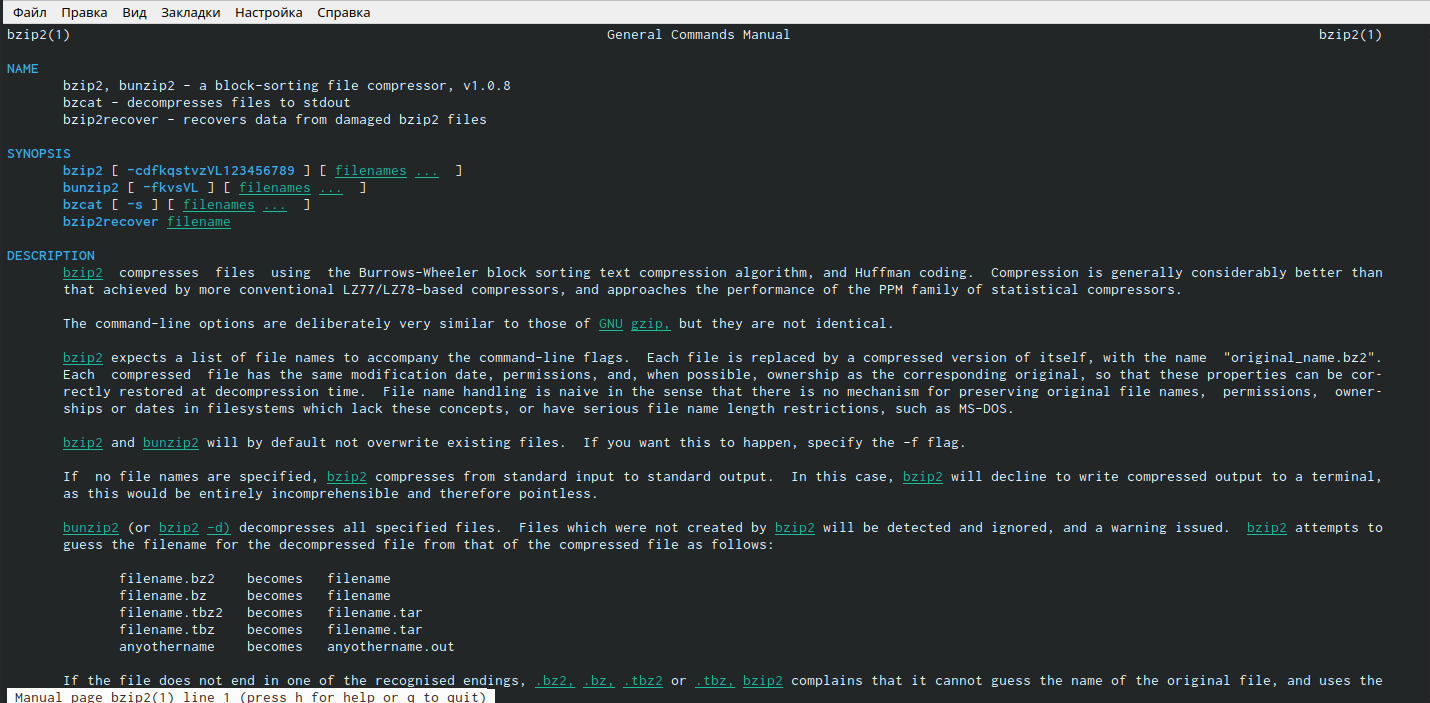 Файл Правка Вид Закладки Настройка Справка
bzip2(1) General Commands Manual bzip2(1)
NAME
bzip2, bunzip2 - a block-sorting file compressor, v1.0.8
bzcat - decompresses files to stdout
bzip2recover - recovers data from damaged bzip2 files
SYNOPSIS
bzip2 [ -cdfkqstvzVL123456789 ] [ filenames ... ]
bunzip2 [ -fkvsVL ] [ filenames ... ]
bzcat [ -s ] [ filenames ... ]
bzip2recover filename
DESCRIPTION
bzip2 compresses files using the Burrows-Wheeler block sorting text compression algorithm, and Huffman coding. Compression is generally considerably better than
that achieved by more conventional LZ77/LZ78-based compressors, and approaches the performance of the PPM family of statistical compressors.
The command-line options are deliberately very similar to those of GNU gzip, but they are not identical.
bzip2 expects a list of file names to accompany the command-line flags. Each file is replaced by a compressed version of itself, with the name "original_name.bz2".
Each compressed file has the same modification date, permissions, and, when possible, ownership as the corresponding original, so that these properties can be cor-
rectly restored at decompression time. File name handling is naive in the sense that there is no mechanism for preserving original file names, permissions, owner-
ships or dates in filesystems which lack these concepts, or have serious file name length restrictions, such as MS-DOS.
bzip2 and bunzip2 will by default not overwrite existing files. If you want this to happen, specify the -f flag.
If no file names are specified, bzip2 compresses from standard input to standard output. In this case, bzip2 will decline to write compressed output to a terminal,
as this would be entirely incomprehensible and therefore pointless.
bunzip2 (or bzip2 -d) decompresses all specified files. Files which were not created by bzip2 will be detected and ignored, and a warning issued. bzip2 attempts to
guess the filename for the decompressed file from that of the compressed file as follows:
filename.bz2 becomes filename
filename.bz becomes filename
filename.tbz2 becomes filename.tar
filename.tbz becomes filename.tar
anyothername becomes anyothername.out
If the file does not end in one of the recognised endings, .bz2, .bz, .tbz2 or .tbz, bzip2 complains that it cannot guess the name of the original file, and uses the
Manual page bzip2(1) line 1 (press h for help or q to quit)